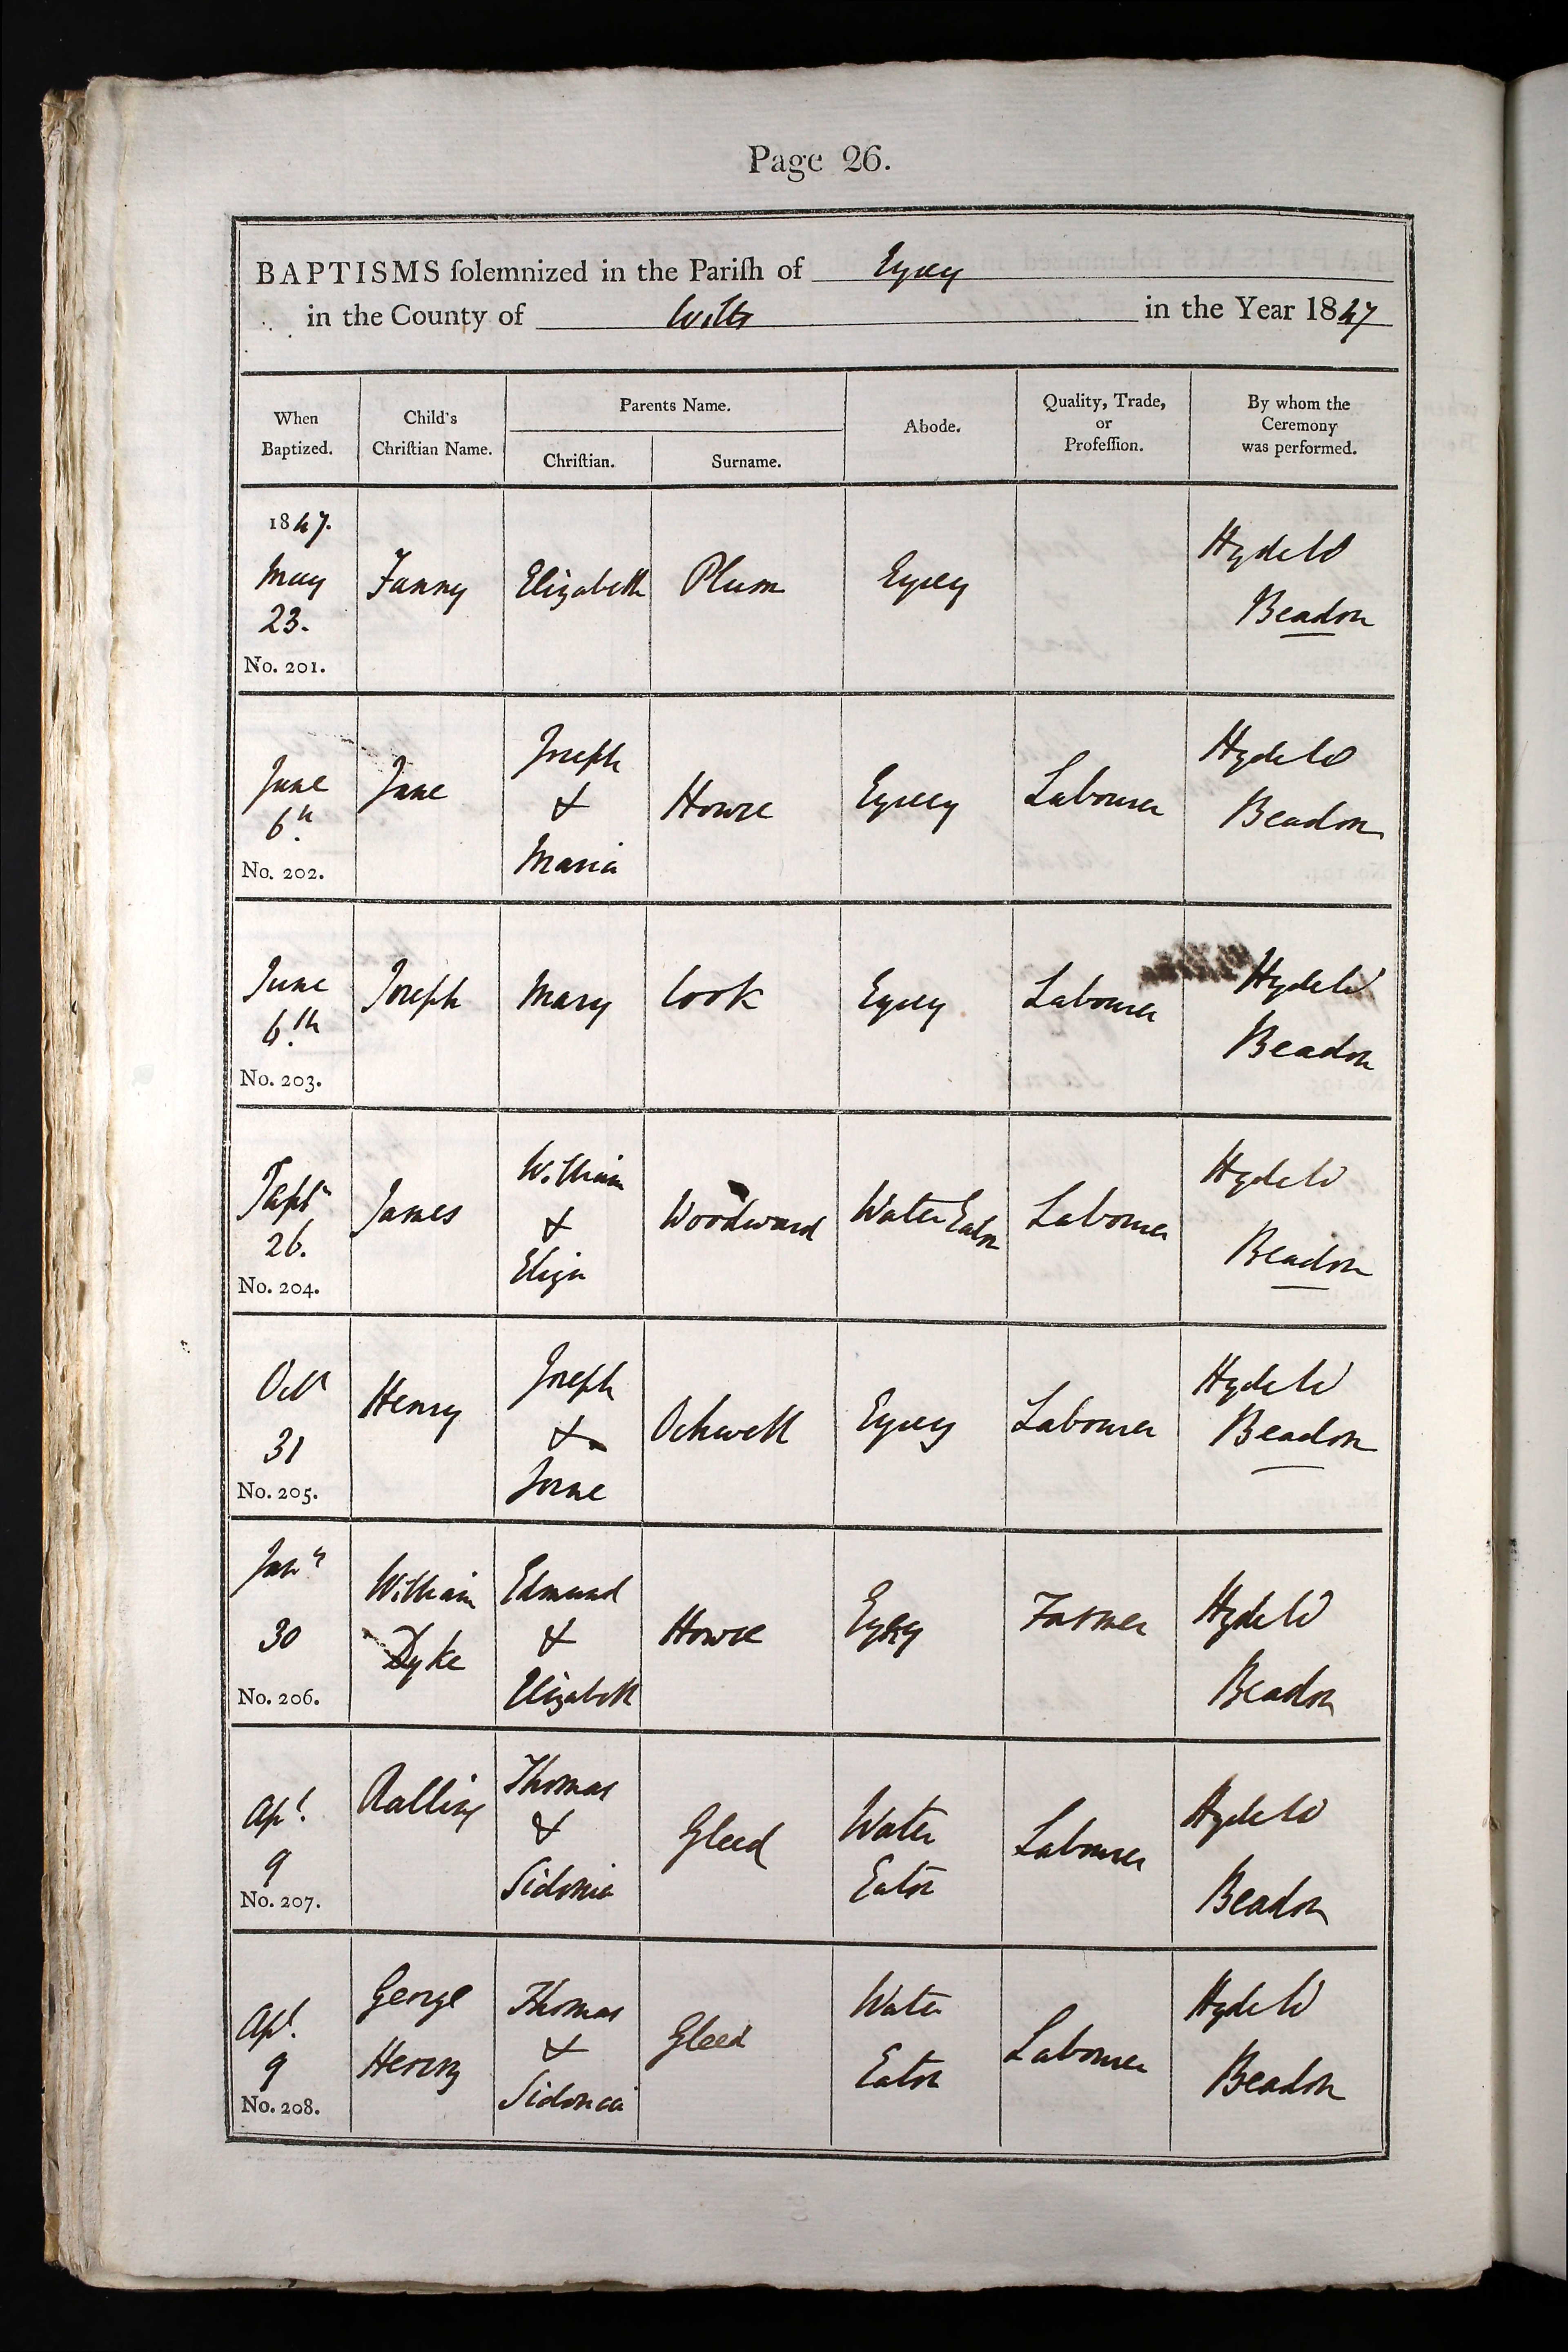 Page 26.
BAPTISMS ſolemnized in the Pariſh of Eysey
in the County of Wilts in the Year 1847
When Baptized.
Child's Chriſtian Name.
Parents Name.
Chriſtian.
Surname.
Abode.
Quality, Trade, or Profeſſion.
By whom the Ceremony was performed.
1847.
May
23.
No. 201.
Fanny
Elizabeth
Plum
Eysey
Hyde W
Beadon
June
6th
No. 202.
Jane
Joseph
&
Maria
Howse
Eysey
Labourer
Hyde W
Beadon
June
6th
No. 203.
Joseph
Mary
Cook
Eysey
Labourer
Hyde W
Beadon
Septr
26.
No. 204.
James
William
&
Eliza
Woodward
Water Eaton
Labourer
Hyde W
Beadon
Octr
31
No. 205.
Henry
Joseph
&
Jane
Ockwell
Eysey
Labourer
Hyde W
Beadon
Jany
30
No. 206.
William
Dyke
Edmund
&
Elizabeth
Howse
Eysey
Farmer
Hyde W
Beadon
Apl.
9
No. 207.
Thomas
&
Sidonia
Gleed
Water
Eaton
Labourer
Hyde W
Beadon
Apl.
9
No. 208.
George
Henry
Thomas
&
Sidonia
Gleed
Water
Eaton
Labourer
Hyde W
Beadon